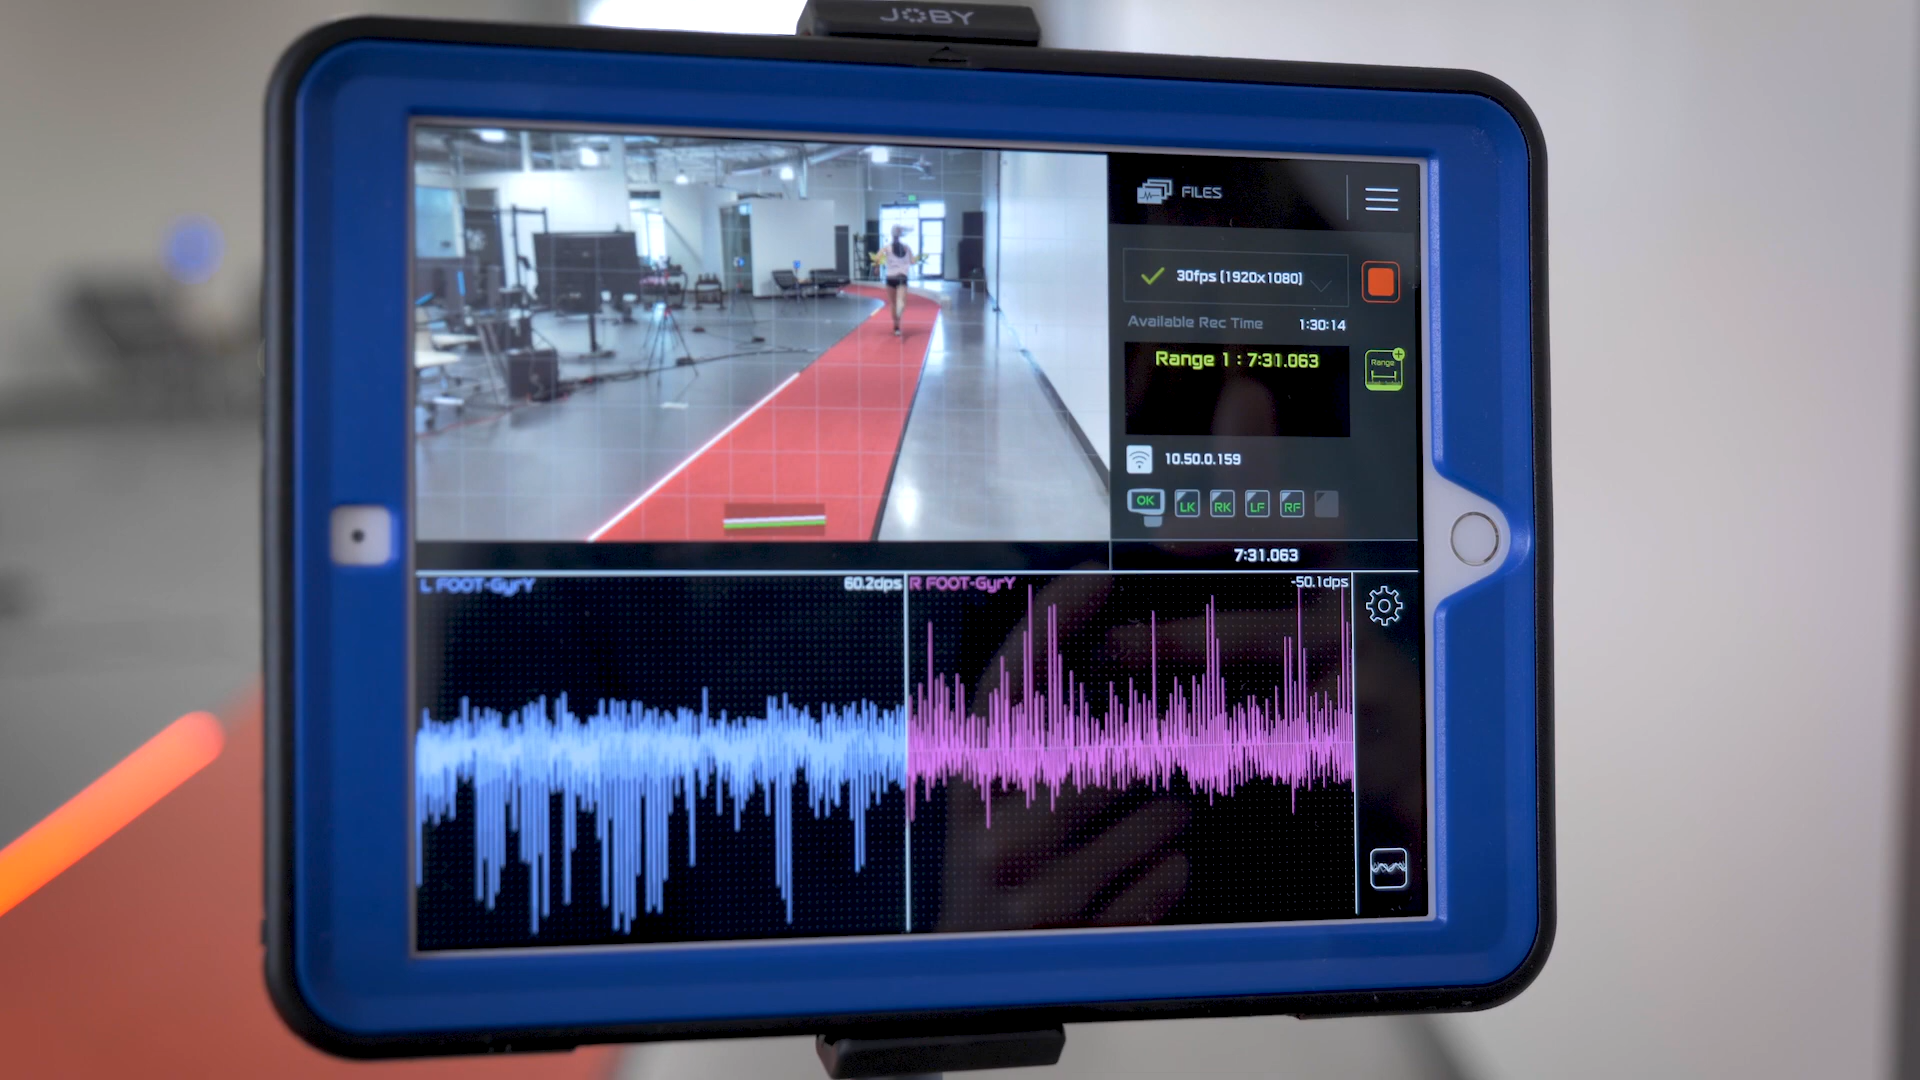 JOBY
FILES
30fps [1920x1080]
Available Rec Time 1:30:14
Range 1 : 7:31.063
Range
10.50.0.159
OK LK RK LF RF
7:31.063
L FOOT-GyrY 60.2dps
R FOOT-GyrY -50.1dps